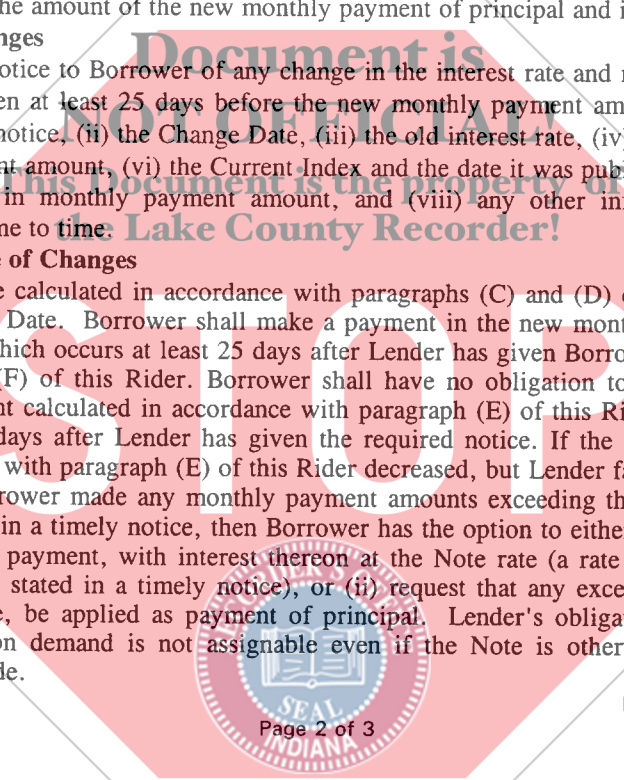 he amount of the new monthly payment of principal and i
nges
Document is
otice to Borrower of any change in the interest rate and
en at least 25 days before the new monthly payment am
NOT OFFICIAL!
notice, (ii) the Change Date, (iii) the old interest rate, (iv)
nt amount, (vi) the Current Index and the date it was pub
This Document is the property of
in monthly payment amount, and (viii) any other in
me to time.
the Lake County Recorder!
e of Changes
e calculated in accordance with paragraphs (C) and (D)
Date. Borrower shall make a payment in the new mont
hich occurs at least 25 days after Lender has given Borro
(F) of this Rider. Borrower shall have no obligation to
nt calculated in accordance with paragraph (E) of this Ri
days after Lender has given the required notice. If the
with paragraph (E) of this Rider decreased, but Lender fa
STOP
rower made any monthly payment amounts exceeding th
in a timely notice, then Borrower has the option to either
payment, with interest thereon at the Note rate (a rate
stated in a timely notice), or (ii) request that any exce
e, be applied as payment of principal. Lender's obliga
on demand is not assignable even if the Note is other
de.
SEAL
Page 2 of 3
INDIANA